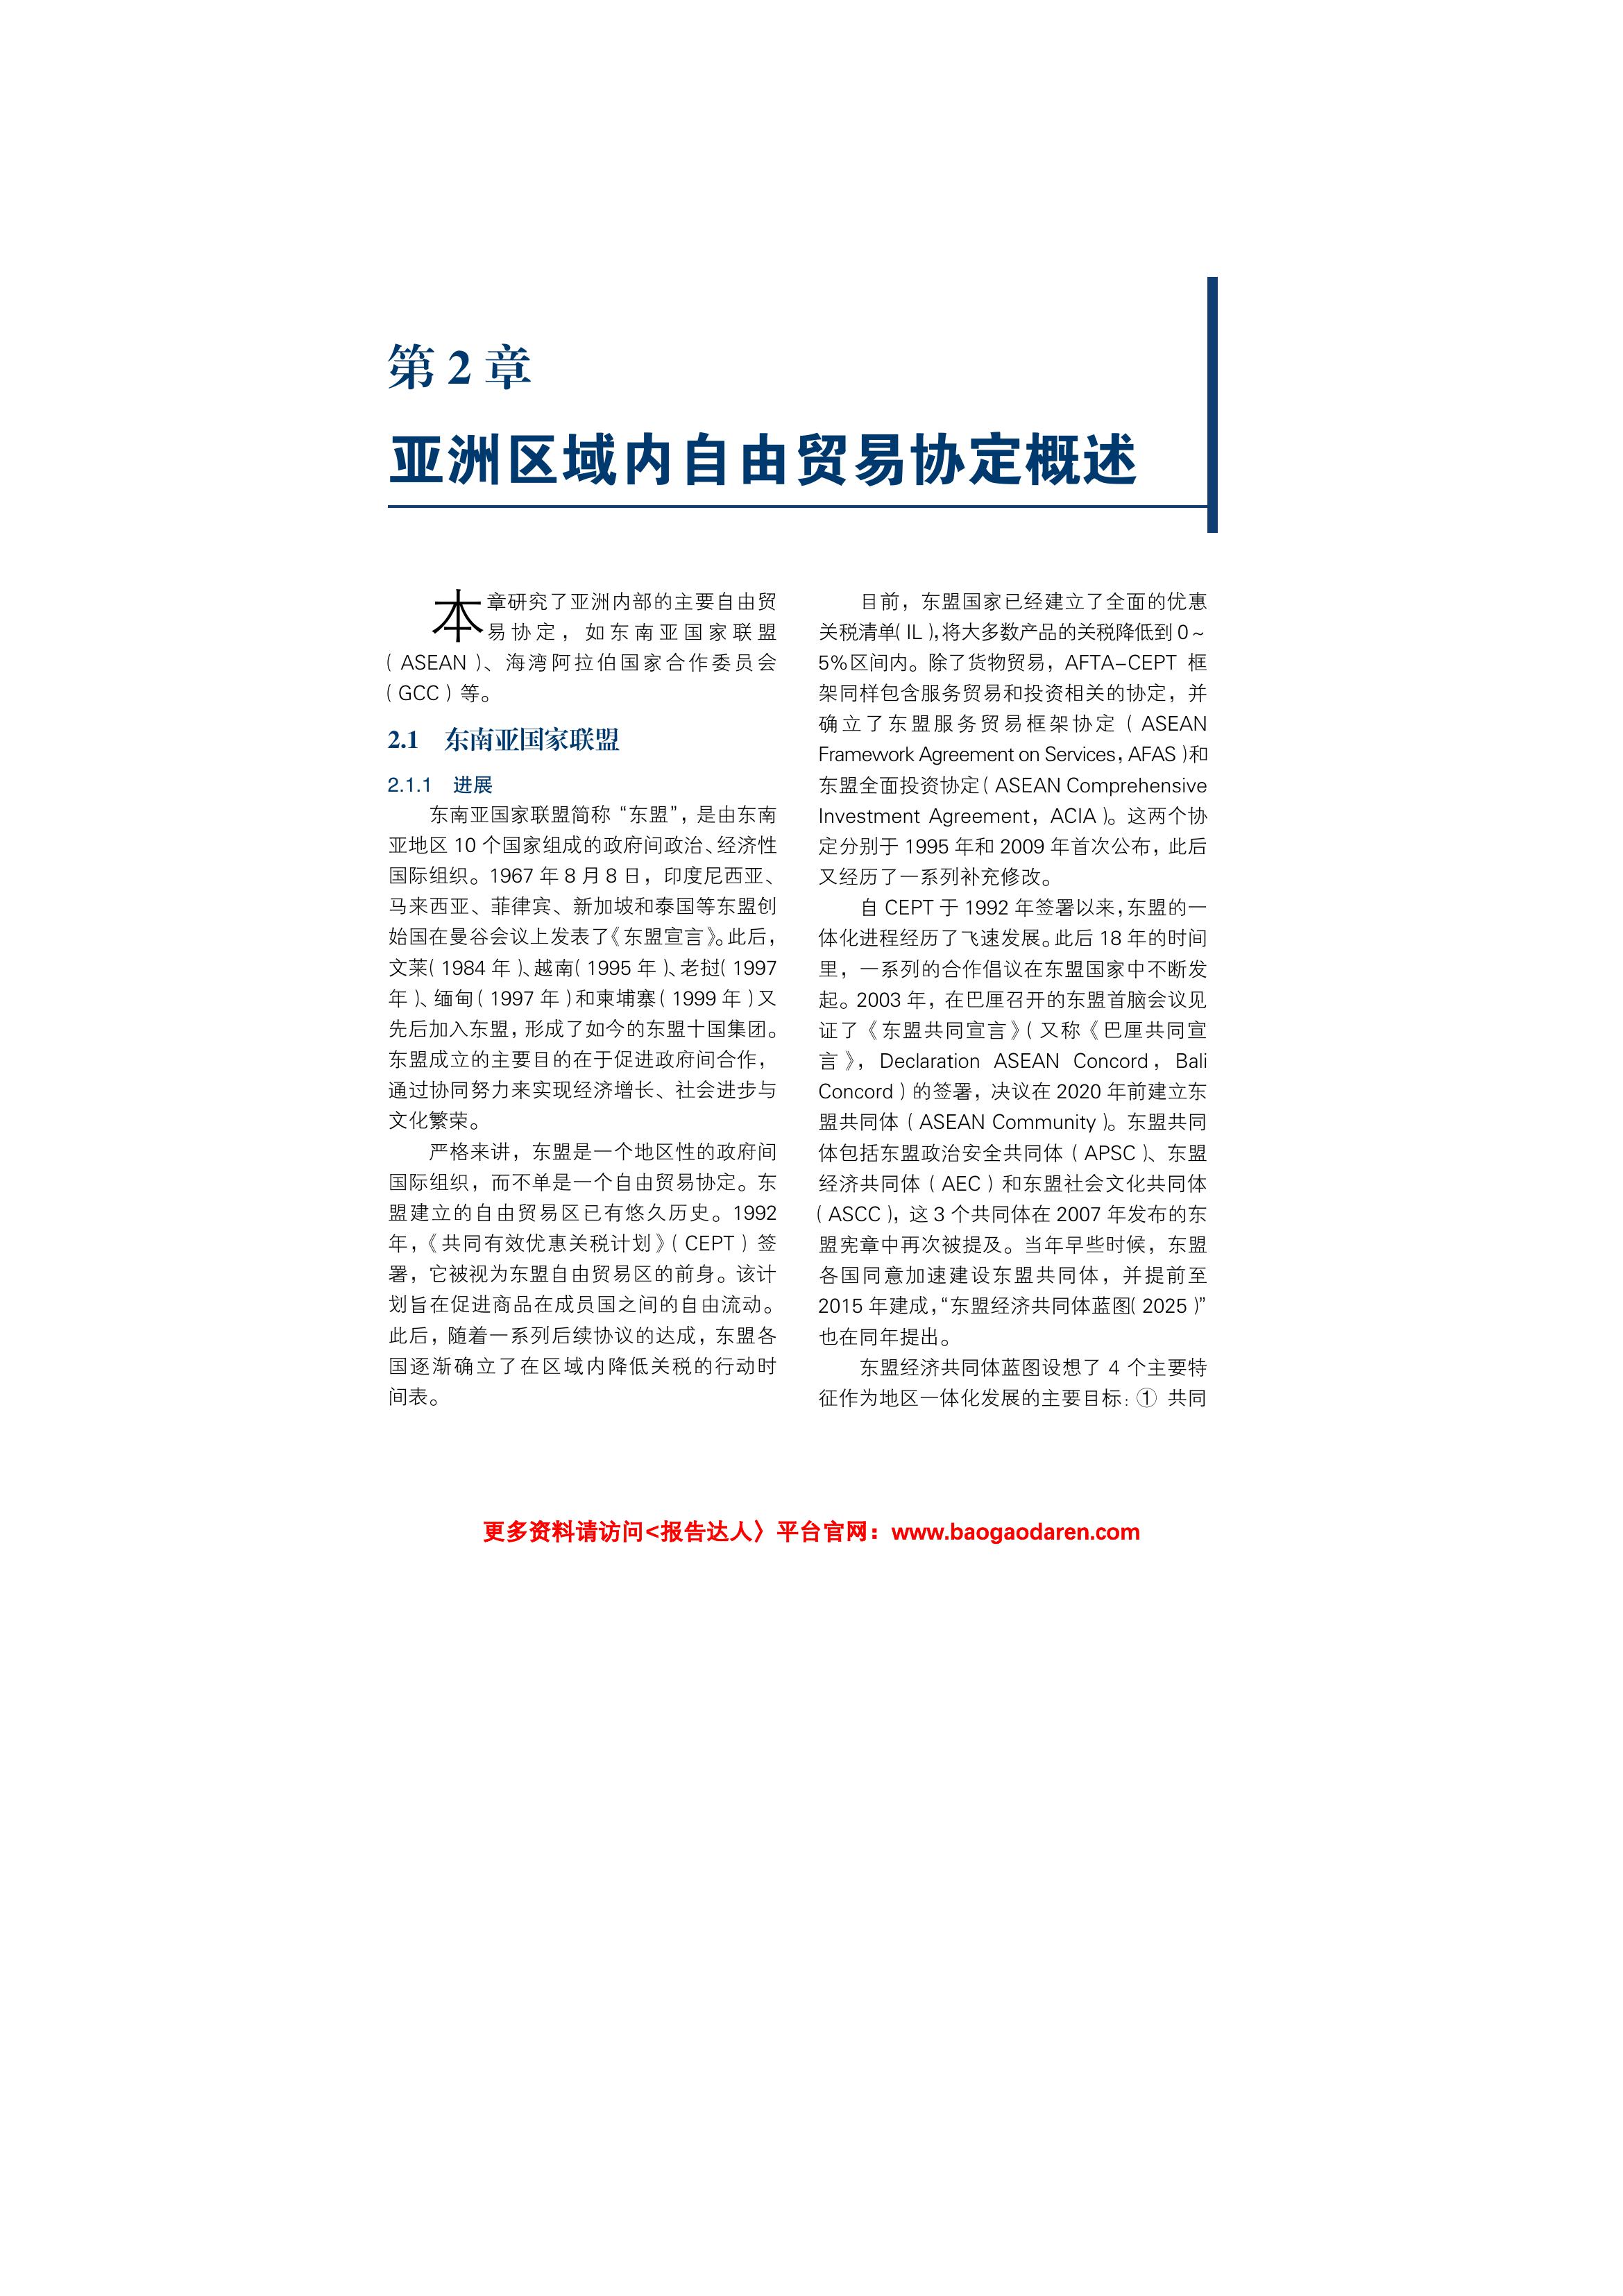 第 2 章
亚洲区域内自由贸易协定概述
本章研究了亚洲内部的主要自由贸
易协定，如东南亚国家联盟
（ASEAN）、海湾阿拉伯国家合作委员会
（GCC）等。
2.1 东南亚国家联盟
2.1.1 进展
东南亚国家联盟简称 “东盟”，是由东南
亚地区 10 个国家组成的政府间政治、经济性
国际组织。1967 年 8 月 8 日，印度尼西亚、
马来西亚、菲律宾、新加坡和泰国等东盟创
始国在曼谷会议上发表了《东盟宣言》。此后，
文莱（1984 年）、越南（1995 年）、老挝（1997
年）、缅甸（1997 年）和柬埔寨（1999 年）又
先后加入东盟，形成了如今的东盟十国集团。
东盟成立的主要目的在于促进政府间合作，
通过协同努力来实现经济增长、社会进步与
文化繁荣。
严格来讲，东盟是一个地区性的政府间
国际组织，而不单是一个自由贸易协定。东
盟建立的自由贸易区已有悠久历史。1992
年，《共同有效优惠关税计划》（CEPT）签
署，它被视为东盟自由贸易区的前身。该计
划旨在促进商品在成员国之间的自由流动。
此后，随着一系列后续协议的达成，东盟各
国逐渐确立了在区域内降低关税的行动时
间表。
目前，东盟国家已经建立了全面的优惠
关税清单（IL），将大多数产品的关税降低到 0～
5%区间内。除了货物贸易，AFTA–CEPT 框
架同样包含服务贸易和投资相关的协定，并
确立了东盟服务贸易框架协定（ASEAN
Framework Agreement on Services，AFAS）和
东盟全面投资协定（ASEAN Comprehensive
Investment Agreement，ACIA）。这两个协
定分别于 1995 年和 2009 年首次公布，此后
又经历了一系列补充修改。
自 CEPT 于 1992 年签署以来，东盟的一
体化进程经历了飞速发展。此后 18 年的时间
里，一系列的合作倡议在东盟国家中不断发
起。2003 年，在巴厘召开的东盟首脑会议见
证了《东盟共同宣言》（又称《巴厘共同宣
言》，Declaration ASEAN Concord，Bali
Concord）的签署，决议在 2020 年前建立东
盟共同体（ASEAN Community）。东盟共同
体包括东盟政治安全共同体（APSC）、东盟
经济共同体（AEC）和东盟社会文化共同体
（ASCC），这 3 个共同体在 2007 年发布的东
盟宪章中再次被提及。当年早些时候，东盟
各国同意加速建设东盟共同体，并提前至
2015 年建成，“东盟经济共同体蓝图（2025）”
也在同年提出。
东盟经济共同体蓝图设想了 4 个主要特
征作为地区一体化发展的主要目标：① 共同
更多资料请访问<报告达人〉平台官网：www.baogaodaren.com